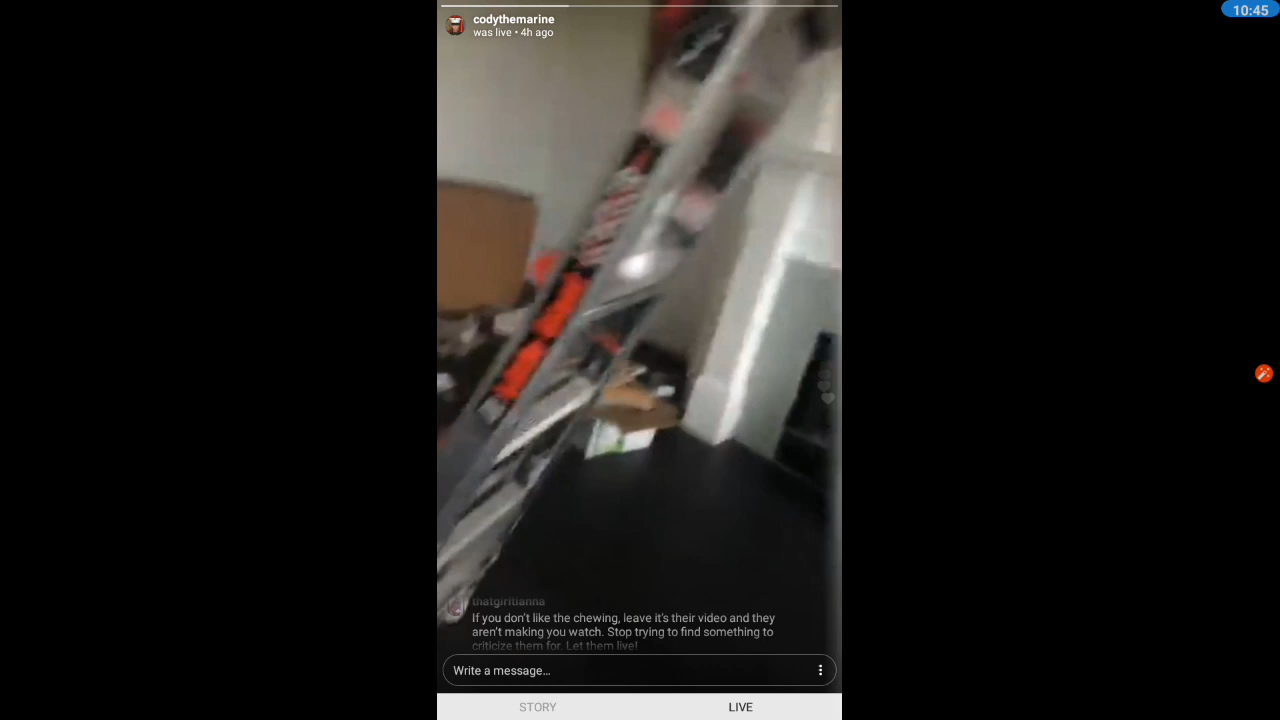 10:45
codythemarine
was live • 4h ago
thatgirltianna
If you don't like the chewing, leave it's their video and they
aren't making you watch. Stop trying to find something to
criticize them for. Let them live!
Write a message...
STORY
LIVE